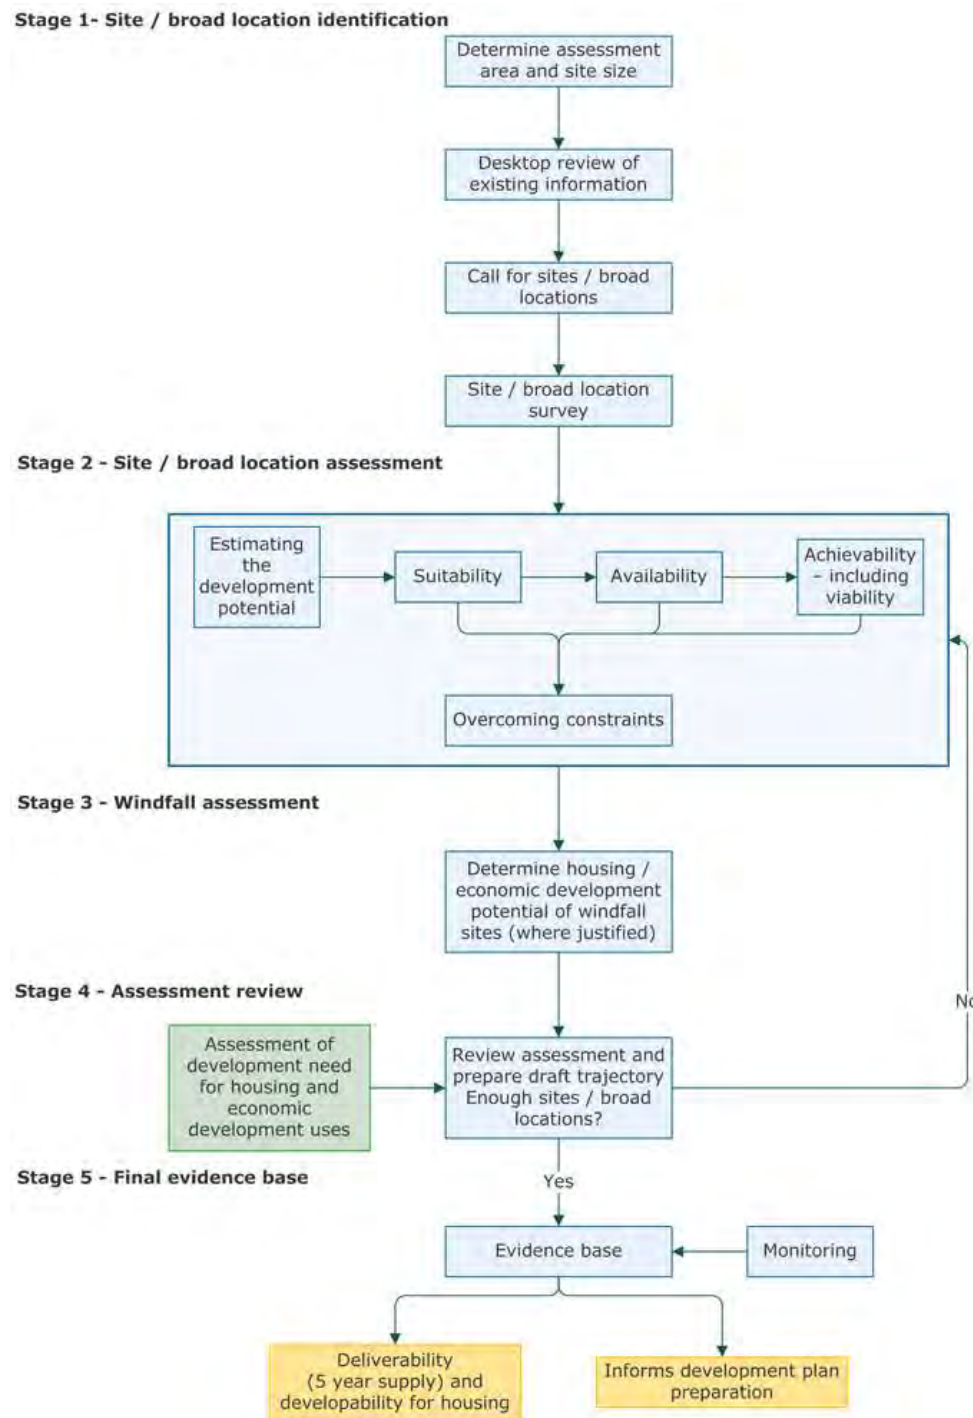 Stage 1- Site / broad location identification
Determine assessment
area and site size
Desktop review of
existing information
Call for sites / broad
locations
Site / broad location
survey
Stage 2 - Site / broad location assessment
Estimating
the
development
potential
Suitability
Availability
Achievability
– including
viability
Overcoming constraints
Stage 3 - Windfall assessment
Determine housing /
economic development
potential of windfall
sites (where justified)
Stage 4 - Assessment review
No
Assessment of
development need
for housing and
economic
development uses
Review assessment and
prepare draft trajectory
Enough sites / broad
locations?
Stage 5 - Final evidence base
Yes
Evidence base
Monitoring
Deliverability
(5 year supply) and
developability for housing
Informs development plan
preparation